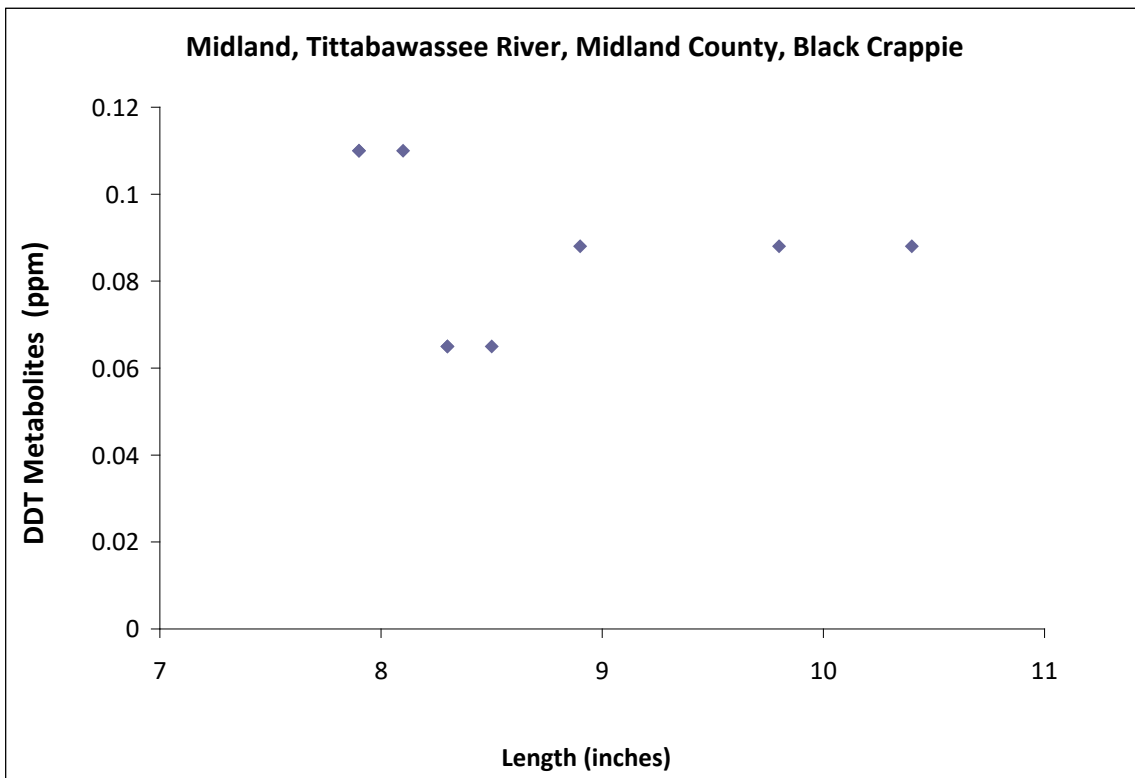 Midland, Tittabawassee River, Midland County, Black Crappie
0.12
0.1
0.08
0.06
0.04
0.02
0
DDT Metabolites (ppm)
7 8 9 10 11
Length (inches)